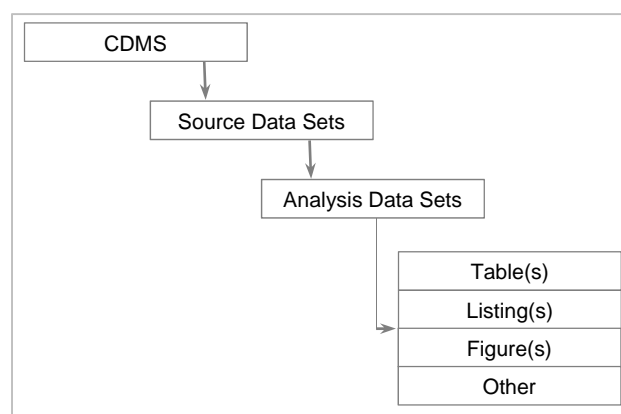 CDMS
Source Data Sets
Analysis Data Sets
Table(s)
Listing(s)
Figure(s)
Other